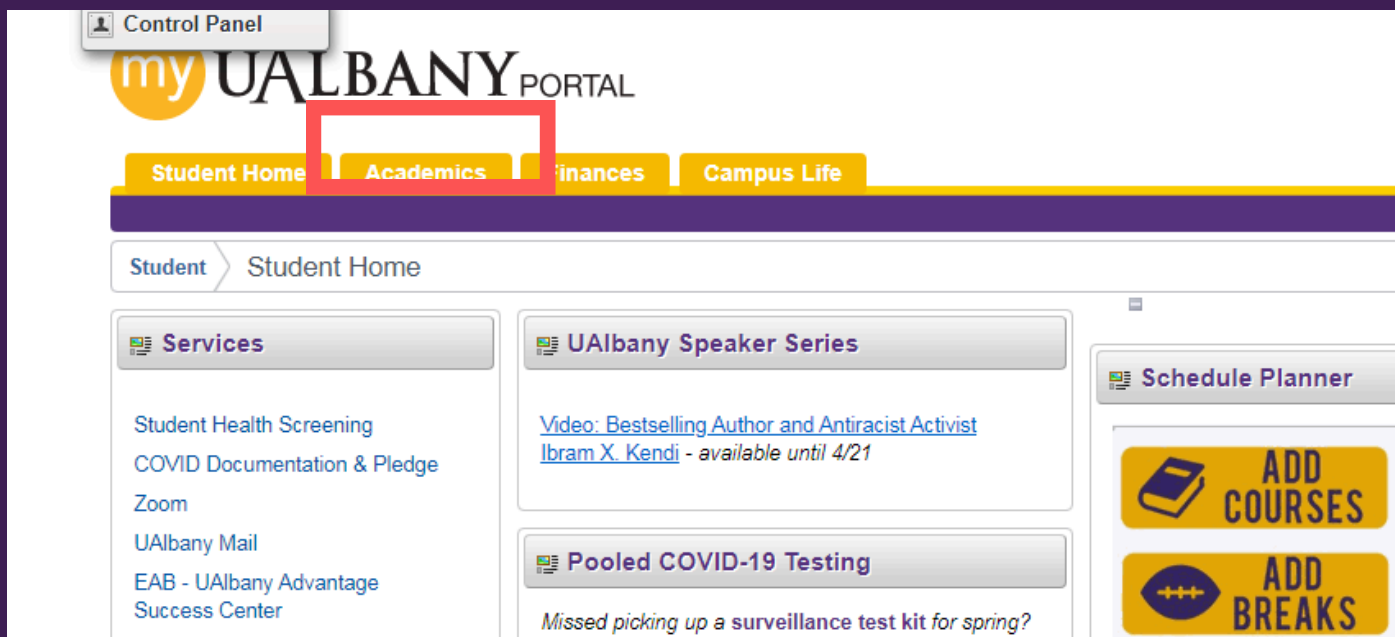 Control Panel
my UALBANY PORTAL
Student Home Academics Finances Campus Life
Student Student Home
Services
Student Health Screening
COVID Documentation & Pledge
Zoom
UAlbany Mail
EAB - UAlbany Advantage
Success Center
UAlbany Speaker Series
Video: Bestselling Author and Antiracist Activist
Ibram X. Kendi - available until 4/21
Pooled COVID-19 Testing
Missed picking up a surveillance test kit for spring?
Schedule Planner
ADD
COURSES
ADD
BREAKS